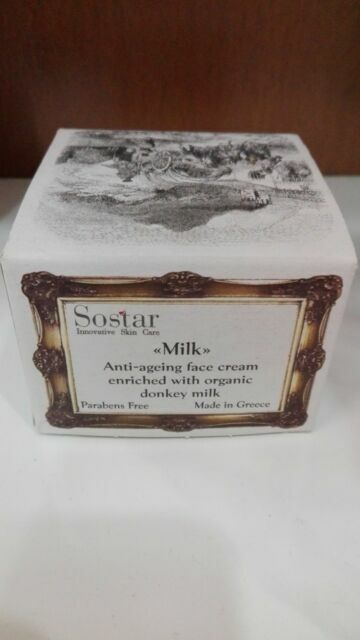 Sostar
Innovative Skin Care
«Milk»
Anti-ageing face cream
enriched with organic
donkey milk
Parabens Free Made in Greece